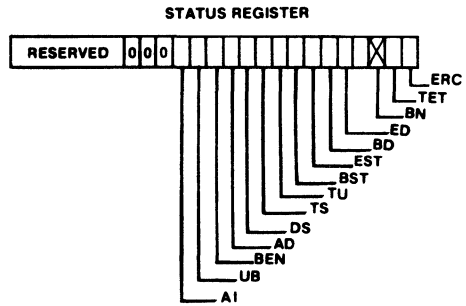 STATUS REGISTER
RESERVED 0 0 0
ERC
TET
BN
ED
BD
EST
BST
TU
TS
DS
AD
BEN
UB
AI